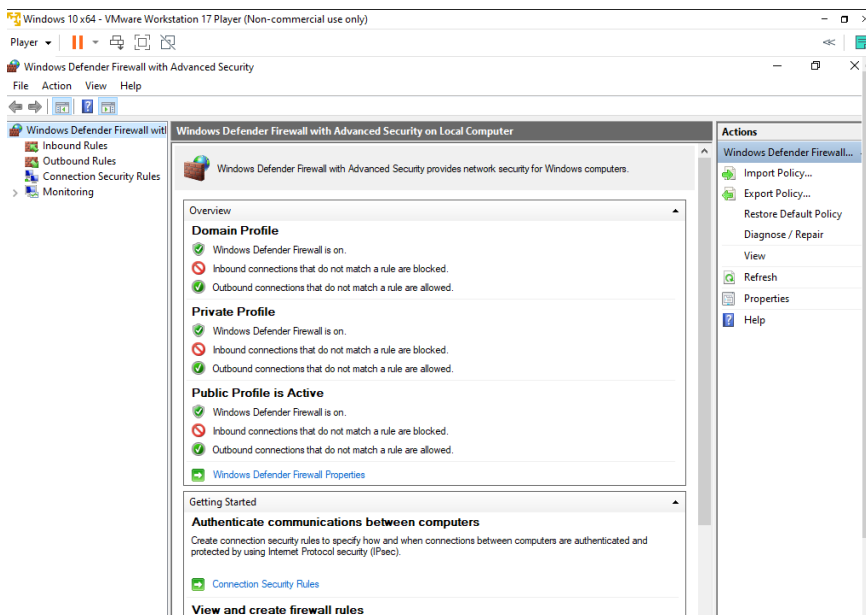 Windows 10 x64 - VMware Workstation 17 Player (Non-commercial use only)
Player
Windows Defender Firewall with Advanced Security
File Action View Help
Windows Defender Firewall wit
Inbound Rules
Outbound Rules
Connection Security Rules
Monitoring
Windows Defender Firewall with Advanced Security on Local Computer
Windows Defender Firewall with Advanced Security provides network security for Windows computers.
Overview
Domain Profile
Windows Defender Firewall is on.
Inbound connections that do not match a rule are blocked.
Outbound connections that do not match a rule are allowed.
Private Profile
Windows Defender Firewall is on.
Inbound connections that do not match a rule are blocked.
Outbound connections that do not match a rule are allowed.
Public Profile is Active
Windows Defender Firewall is on.
Inbound connections that do not match a rule are blocked.
Outbound connections that do not match a rule are allowed.
Windows Defender Firewall Properties
Getting Started
Authenticate communications between computers
Create connection security rules to specify how and when connections between computers are authenticated and
protected by using Internet Protocol security (IPsec).
Connection Security Rules
View and create firewall rules
Actions
Windows Defender Firewall...
Import Policy...
Export Policy...
Restore Default Policy
Diagnose / Repair
View
Refresh
Properties
Help